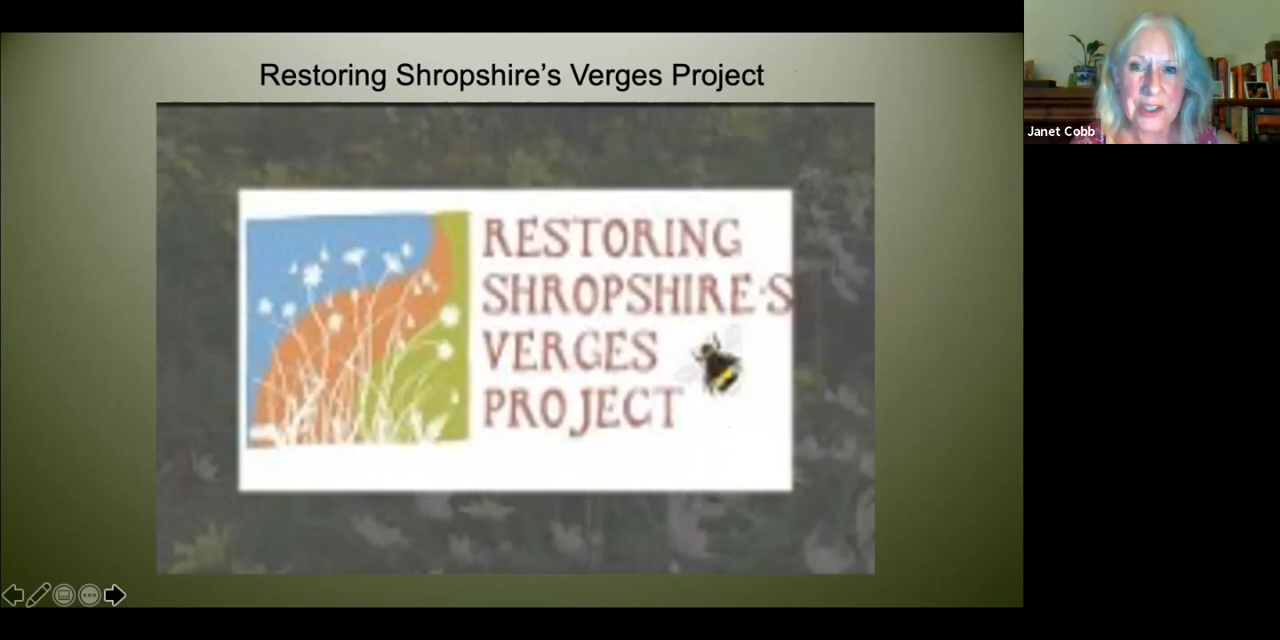 Restoring Shropshire’s Verges Project
RESTORING
SHROPSHIRE'S
VERGES
PROJECT
Janet Cobb